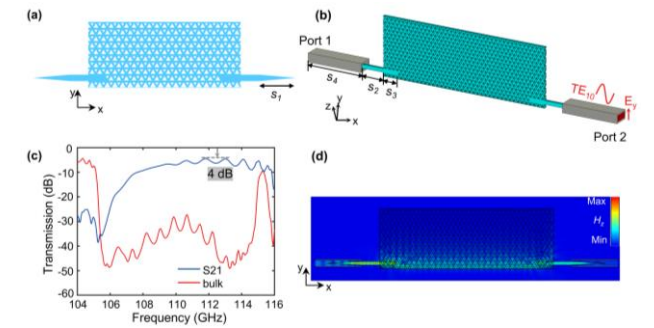 (a)
y
x
s1
(b)
Port 1
s4
s2
s3
z
y
x
TE10
Ey
Port 2
(c)
Transmission (dB)
0
-10
-20
-30
-40
-50
-60
4 dB
S21
bulk
104 106 108 110 112 114 116
Frequency (GHz)
(d)
Max
Hz
Min
y
x